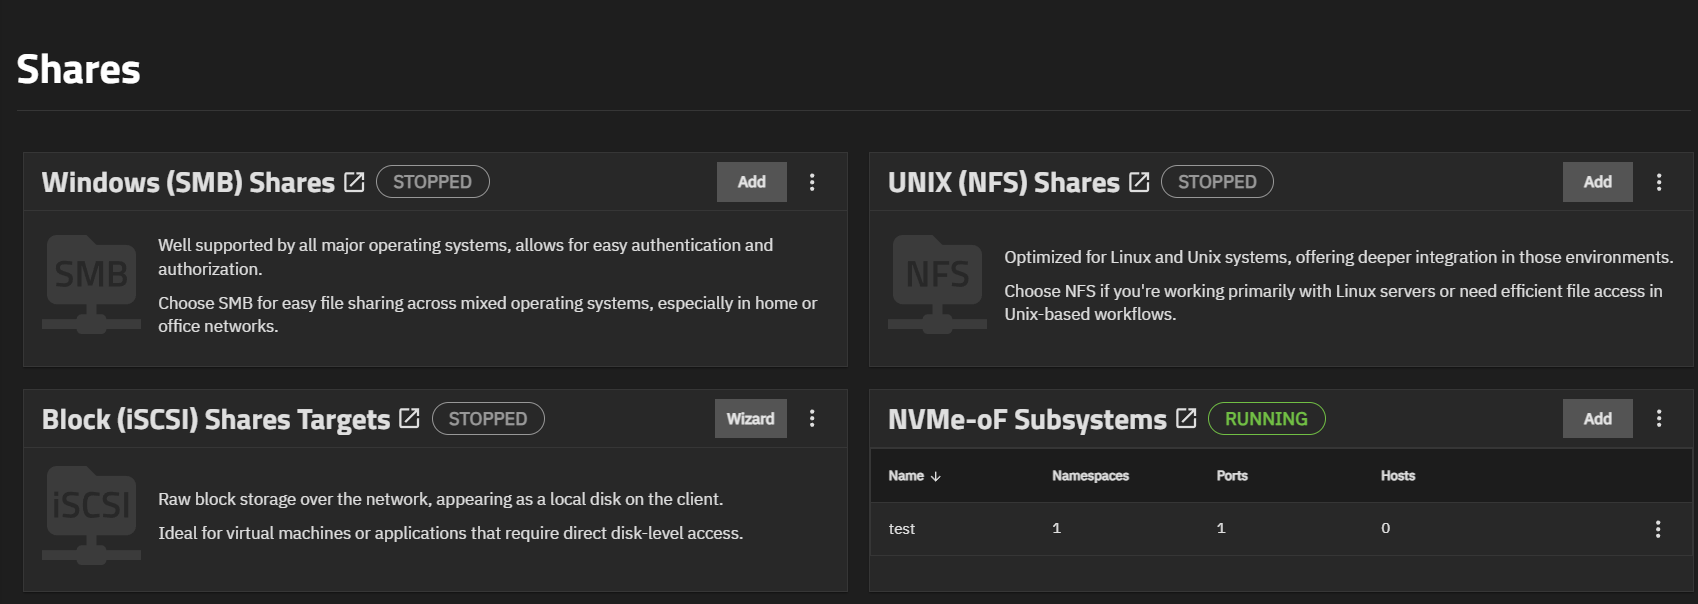 Shares
Windows (SMB) Shares STOPPED Add
SMB
Well supported by all major operating systems, allows for easy authentication and
authorization.
Choose SMB for easy file sharing across mixed operating systems, especially in home or
office networks.
UNIX (NFS) Shares STOPPED Add
NFS
Optimized for Linux and Unix systems, offering deeper integration in those environments.
Choose NFS if you're working primarily with Linux servers or need efficient file access in
Unix-based workflows.
Block (iSCSI) Shares Targets STOPPED Wizard
iSCSI
Raw block storage over the network, appearing as a local disk on the client.
Ideal for virtual machines or applications that require direct disk-level access.
NVMe-oF Subsystems RUNNING Add
Name Namespaces Ports Hosts
test 1 1 0